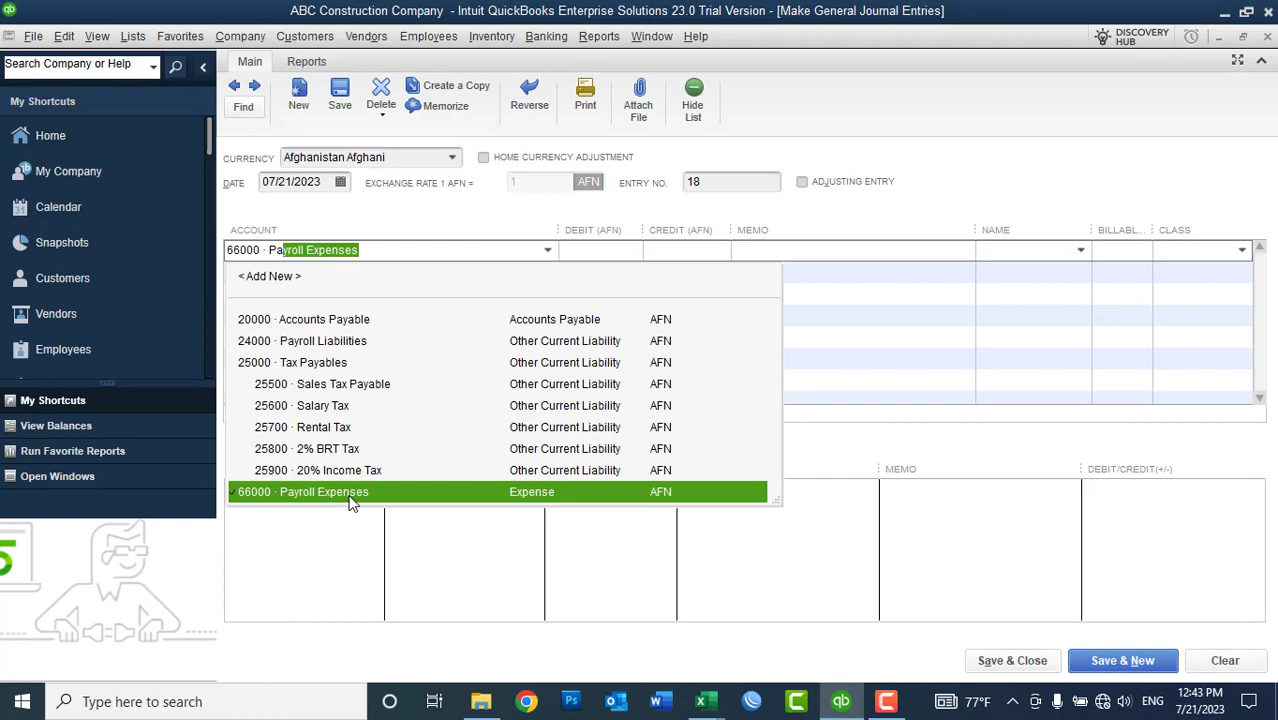 qb ABC Construction Company - Intuit QuickBooks Enterprise Solutions 23.0 Trial Version - [Make General Journal Entries]
File Edit View Lists Favorites Company Customers Vendors Employees Inventory Banking Reports Window Help DISCOVERY HUB
Search Company or Help
Main Reports
My Shortcuts
Home
My Company
Calendar
Snapshots
Customers
Vendors
Employees
My Shortcuts
View Balances
Run Favorite Reports
Open Windows
Find New Save Delete Create a Copy Memorize Reverse Print Attach File Hide List
CURRENCY Afghanistan Afghani HOME CURRENCY ADJUSTMENT
DATE 07/21/2023 EXCHANGE RATE 1 AFN = 1 AFN ENTRY NO. 18 ADJUSTING ENTRY
ACCOUNT DEBIT (AFN) CREDIT (AFN) MEMO NAME BILLABL... CLASS
66000 · Payroll Expenses
< Add New >
20000 · Accounts Payable Accounts Payable AFN
24000 · Payroll Liabilities Other Current Liability AFN
25000 · Tax Payables Other Current Liability AFN
25500 · Sales Tax Payable Other Current Liability AFN
25600 · Salary Tax Other Current Liability AFN
25700 · Rental Tax Other Current Liability AFN
25800 · 2% BRT Tax Other Current Liability AFN
25900 · 20% Income Tax Other Current Liability AFN
66000 · Payroll Expenses Expense AFN
MEMO DEBIT/CREDIT(+/-)
Save & Close Save & New Clear
Type here to search Ps qb C 77°F ENG 12:43 PM
7/21/2023